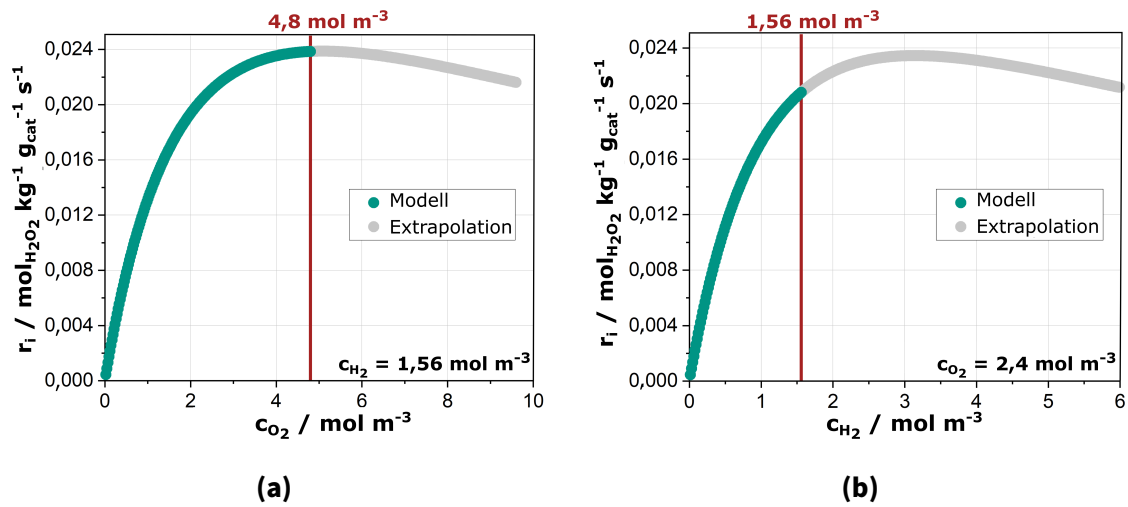 4,8 mol m⁻³
0,024
0,020
0,016
0,012
0,008
0,004
0,000
rᵢ / mol_H₂O₂ kg⁻¹ g_cat⁻¹ s⁻¹
Modell
Extrapolation
c_H₂ = 1,56 mol m⁻³
0 2 4 6 8 10
c_O₂ / mol m⁻³
(a)
1,56 mol m⁻³
0,024
0,020
0,016
0,012
0,008
0,004
0,000
rᵢ / mol_H₂O₂ kg⁻¹ g_cat⁻¹ s⁻¹
Modell
Extrapolation
c_O₂ = 2,4 mol m⁻³
0 1 2 3 4 5 6
c_H₂ / mol m⁻³
(b)